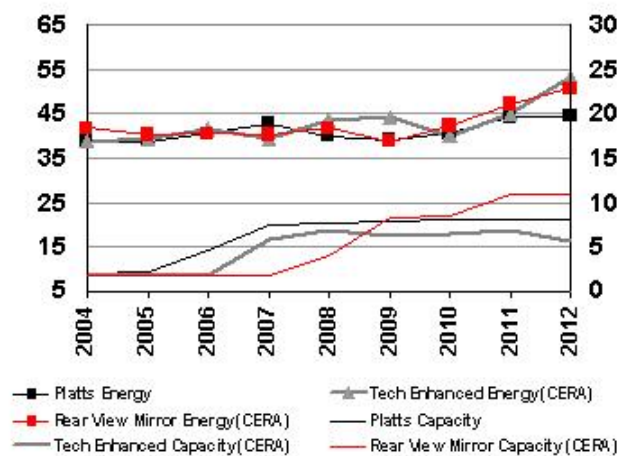 65 30
55 25
45 20
35 15
25 10
15 5
5 0
2004 2005 2006 2007 2008 2009 2010 2011 2012
Platts Energy Tech Enhanced Energy(CERA)
Rear View Mirror Energy(CERA) Platts Capacity
Tech Enhanced Capacity(CERA) Rear View Mirror Capacity(CERA)